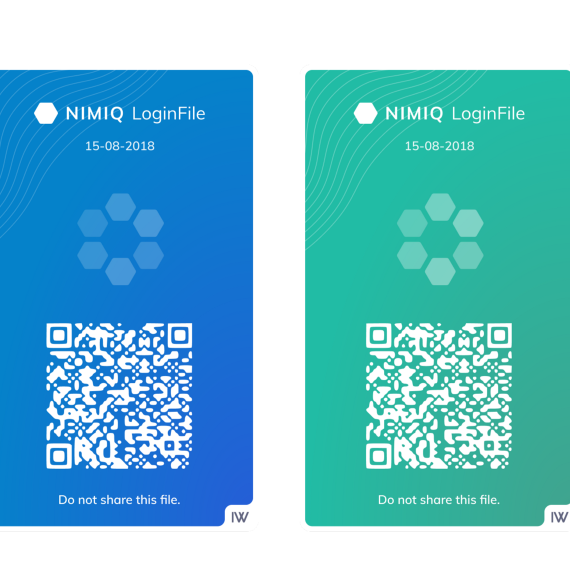 NIMIQ LoginFile
15-08-2018
Do not share this file.
IW
NIMIQ LoginFile
15-08-2018
Do not share this file.
IW